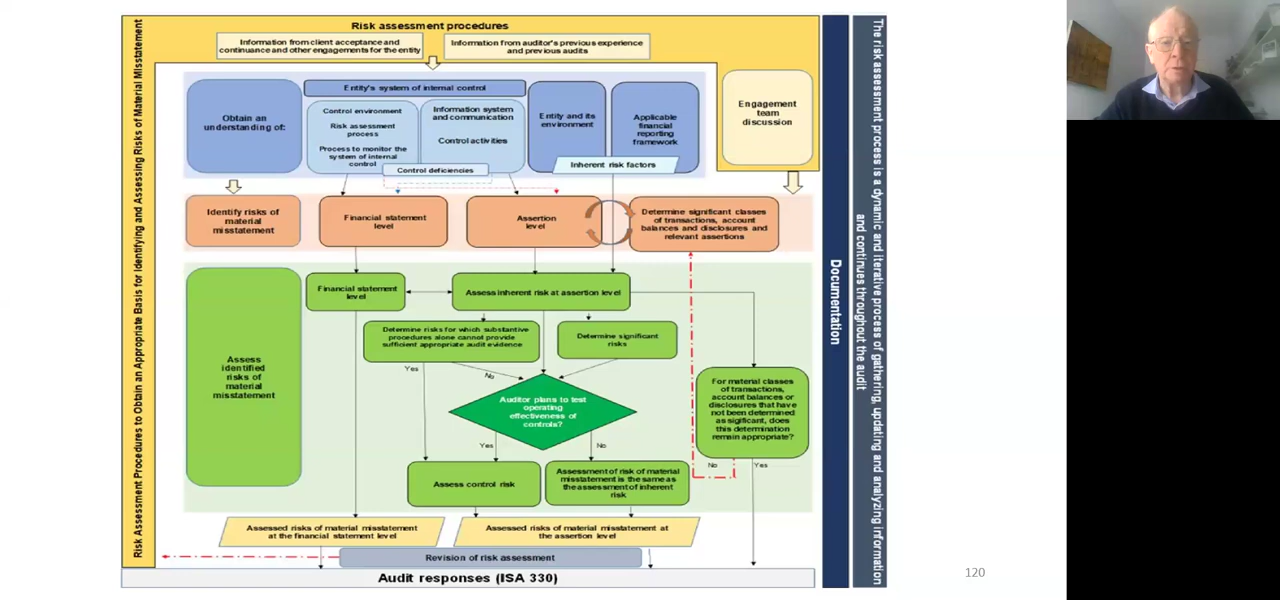 Risk assessment procedures
Information from client acceptance and
continuance and other engagements for the entity
Information from auditor's previous experience
and previous audits
Risk Assessment Procedures to Obtain an Appropriate Basis for Identifying and Assessing Risks of Material Misstatement
Obtain an
understanding of:
Entity's system of internal control
Control environment
Risk assessment
process
Process to monitor the
system of internal
control
Information system
and communication
Control activities
Control deficiencies
Entity and its
environment
Applicable
financial
reporting
framework
Inherent risk factors
Engagement
team
discussion
Identify risks of
material
misstatement
Financial statement
level
Assertion
level
Determine significant classes
of transactions, account
balances and disclosures and
relevant assertions
Assess
identified
risks of
material
misstatement
Financial statement
level
Assess inherent risk at assertion level
Determine risks for which substantive
procedures alone cannot provide
sufficient appropriate audit evidence
Determine significant
risks
Yes
No
Auditor plans to test
operating
effectiveness of
controls?
For material classes
of transactions,
account balances or
disclosures that have
not been determined
as sigificant, does
this determination
remain appropriate?
Yes
No
No
Yes
Assess control risk
Assessment of risk of material
misstatement is the same as
the assessment of inherent
risk
Assessed risks of material misstatement
at the financial statement level
Assessed risks of material misstatement at
the assertion level
Revision of risk assessment
Audit responses (ISA 330)
Documentation
The risk assessment process is a dynamic and iterative process of gathering, updating and analyzing information
and continues throughout the audit
120